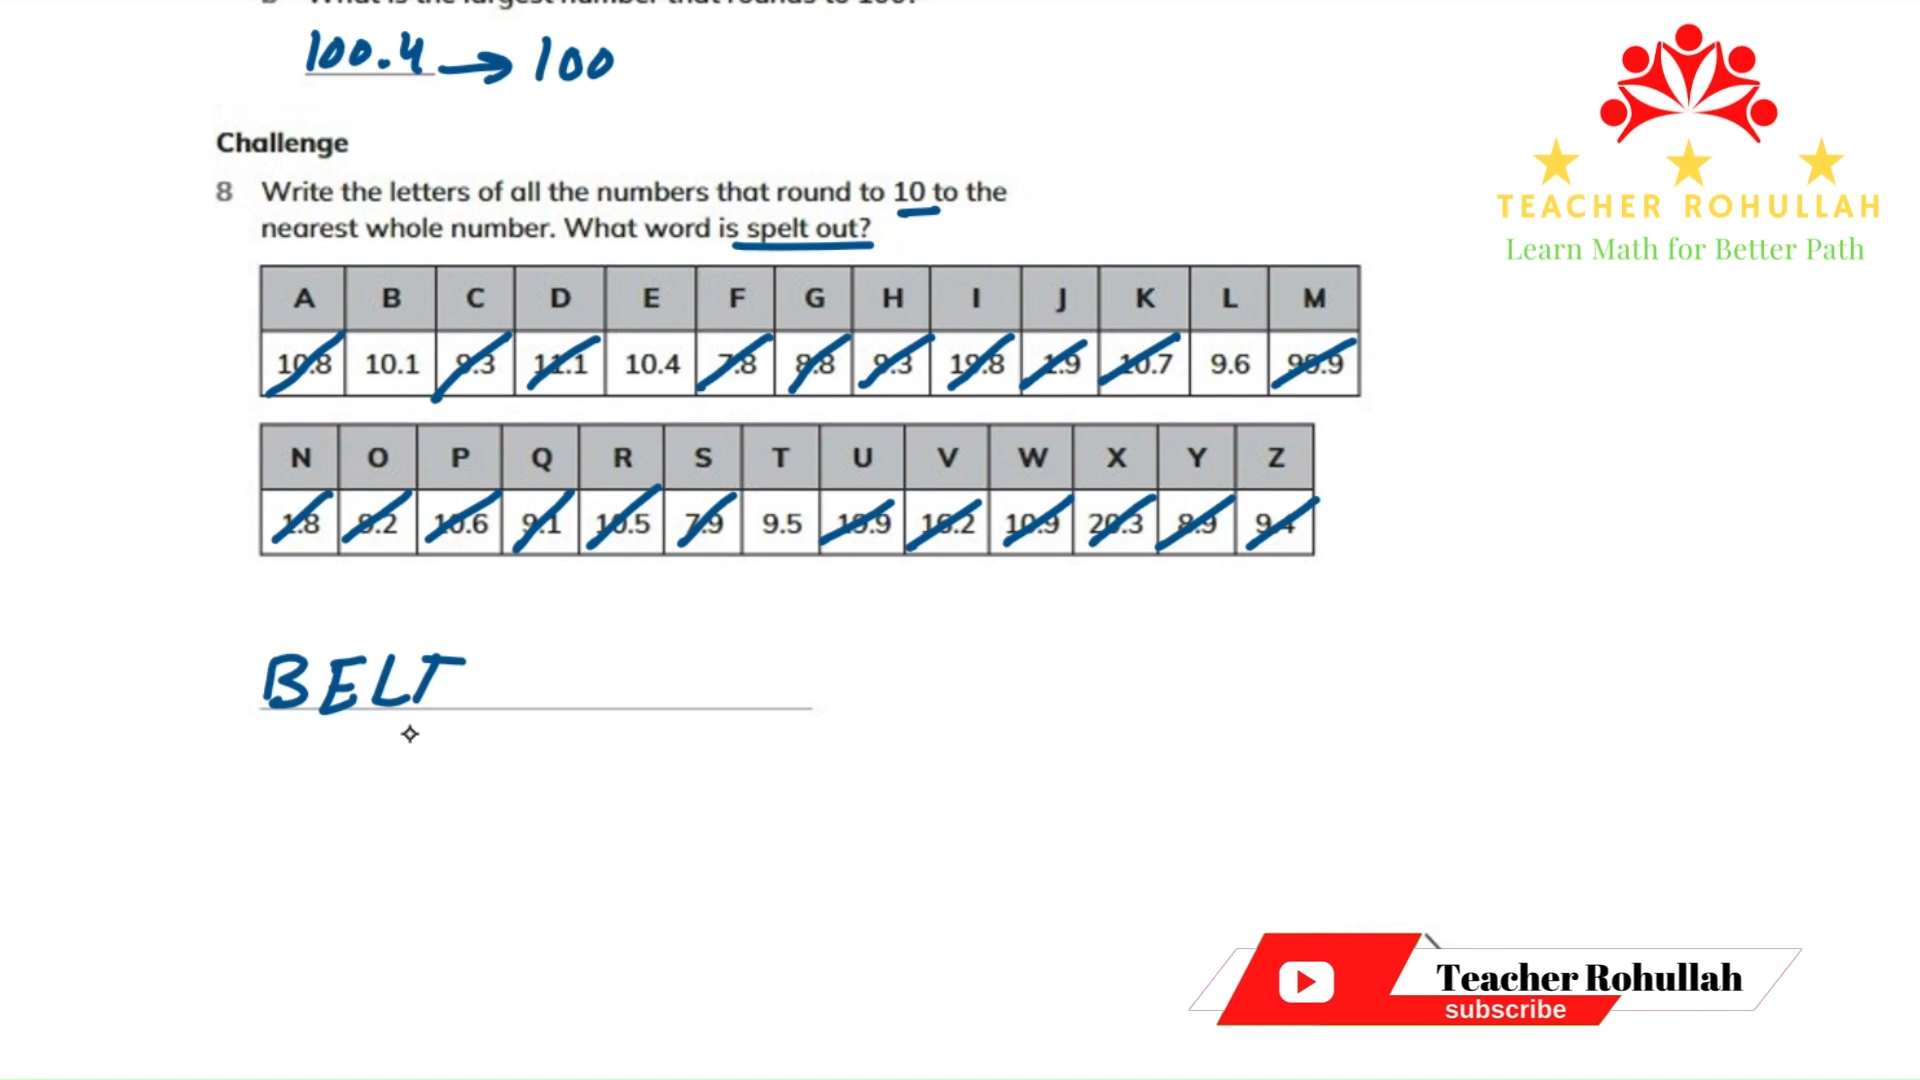 100.4 → 100
Challenge
8 Write the letters of all the numbers that round to 10 to the
nearest whole number. What word is spelt out?
A B C D E F G H I J K L M
10.8 10.1 9.3 11.1 10.4 7.8 8.8 9.3 19.8 1.9 10.7 9.6 99.9
N O P Q R S T U V W X Y Z
1.8 9.2 10.6 9.1 10.5 7.9 9.5 19.9 16.2 10.9 20.3 8.9 9.4
BELT
TEACHER ROHULLAH
Learn Math for Better Path
Teacher Rohullah
subscribe